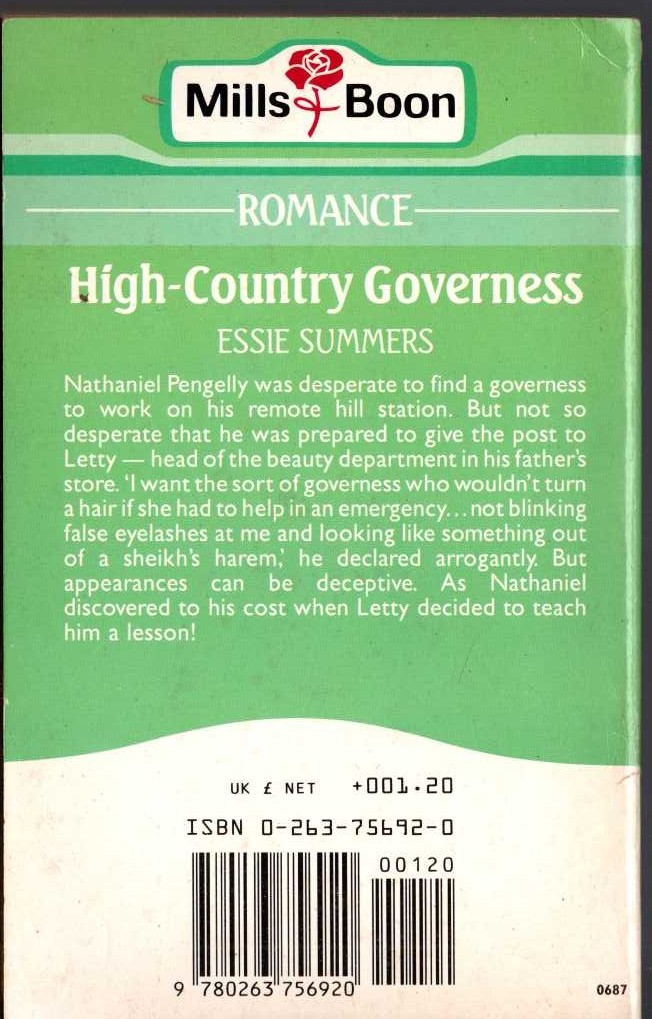 Mills & Boon
ROMANCE
High-Country Governess
ESSIE SUMMERS
Nathaniel Pengelly was desperate to find a governess
to work on his remote hill station. But not so
desperate that he was prepared to give the post to
Letty — head of the beauty department in his father's
store. 'I want the sort of governess who wouldn't turn
a hair if she had to help in an emergency... not blinking
false eyelashes at me and looking like something out
of a sheikh's harem,' he declared arrogantly. But
appearances can be deceptive. As Nathaniel
discovered to his cost when Letty decided to teach
him a lesson!
UK £ NET +001.20
ISBN 0-263-75692-0
00120
9 780263 756920
0687